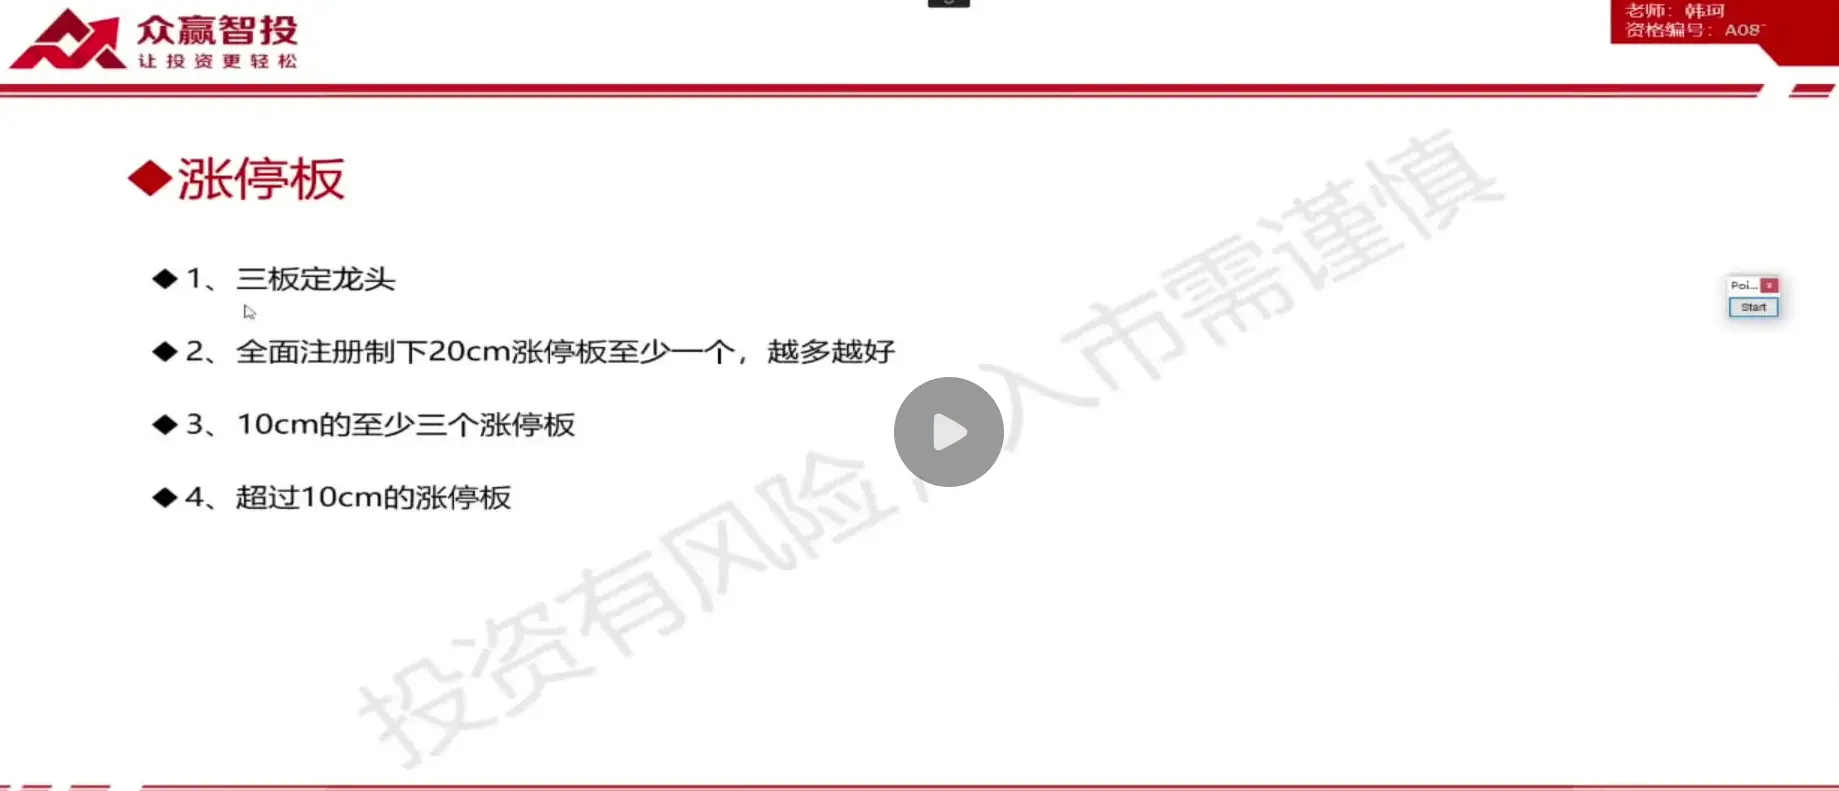 众赢智投
让投资更轻松
老师：韩珂
资格编号：A08
◆涨停板
◆1、三板定龙头
◆2、全面注册制下20cm涨停板至少一个，越多越好
◆3、10cm的至少三个涨停板
◆4、超过10cm的涨停板
Poi... x
Start
投资有风险 入市需谨慎